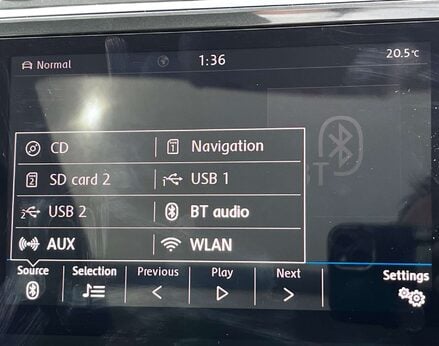 Normal 1:36 20.5°C
CD Navigation
SD card 2 USB 1
USB 2 BT audio
AUX WLAN
Source Selection Previous Play Next Settings